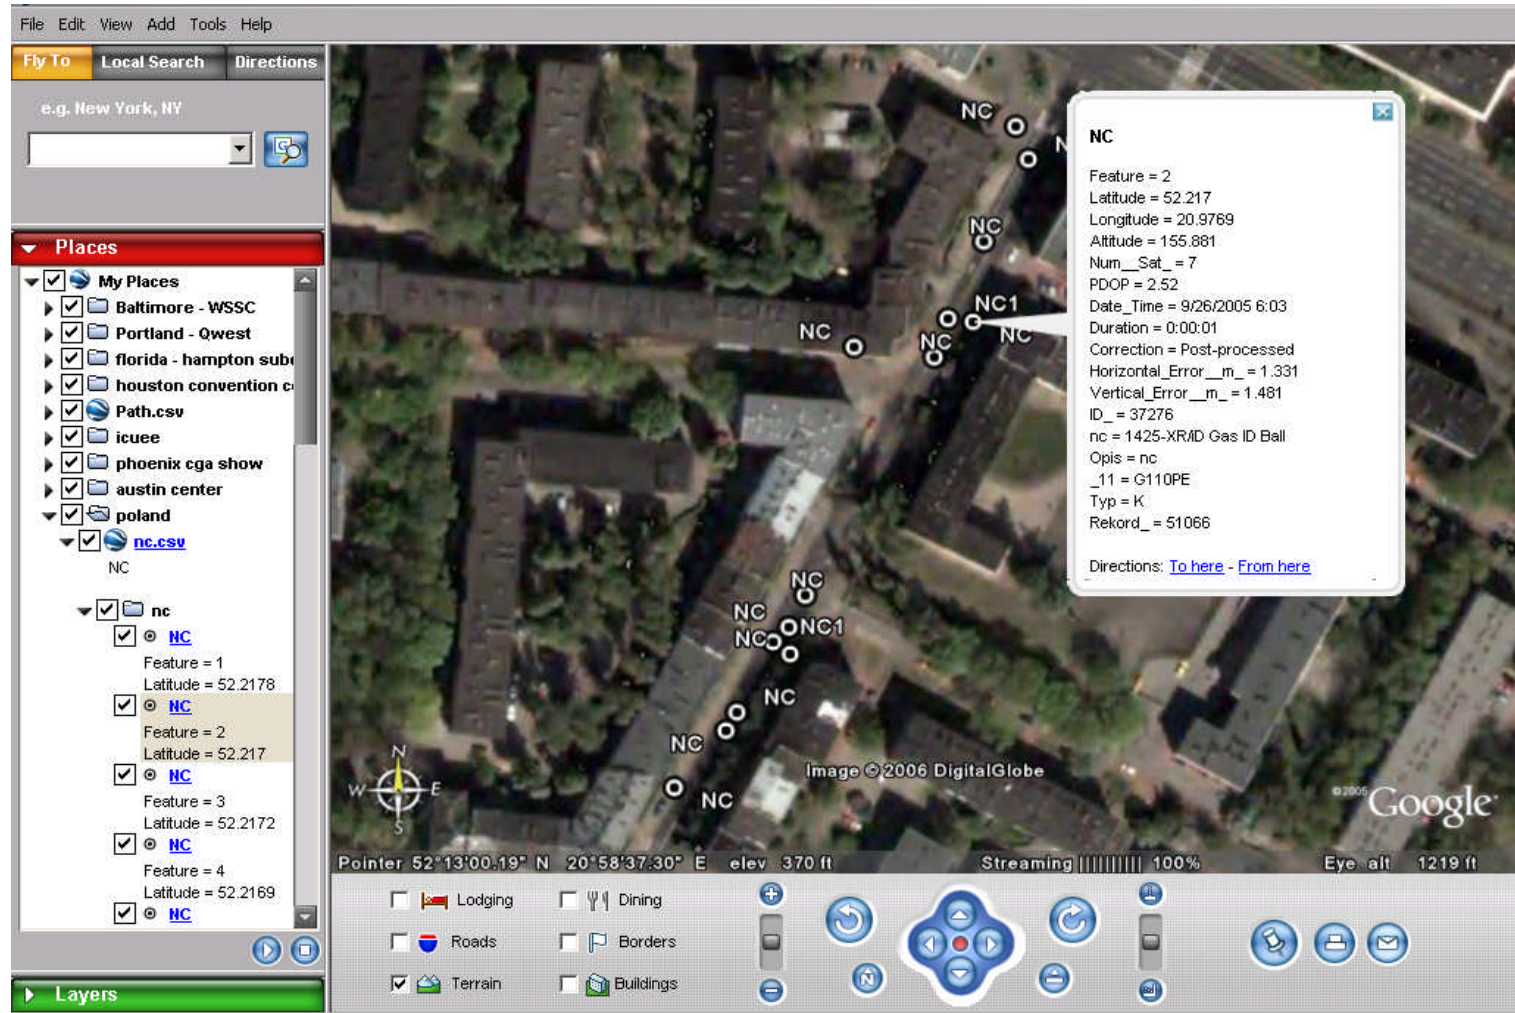 File Edit View Add Tools Help
Fly To Local Search Directions
e.g. New York, NY
Places
My Places
Baltimore - WSSC
Portland - Qwest
florida - hampton sub
houston convention c
Path.csv
icuee
phoenix cga show
austin center
poland
nc.csv
NC
nc
NC
Feature = 1
Latitude = 52.2178
NC
Feature = 2
Latitude = 52.217
NC
Feature = 3
Latitude = 52.2172
NC
Feature = 4
Latitude = 52.2169
NC
Layers
NC
N
NC
NC1
NC
NC
NC
NC
NC
NC1
NC
NC
NC
NC
NC
Feature = 2
Latitude = 52.217
Longitude = 20.9769
Altitude = 155.881
Num__Sat_ = 7
PDOP = 2.52
Date_Time = 9/26/2005 6:03
Duration = 0:00:01
Correction = Post-processed
Horizontal_Error__m_ = 1.331
Vertical_Error__m_ = 1.481
ID_ = 37276
nc = 1425-XR/iD Gas ID Ball
Opis = nc
_11 = G110PE
Typ = K
Rekord_ = 51066
Directions: To here - From here
N
W E
S
Image © 2006 DigitalGlobe
©2005 Google
Pointer 52°13'00.19" N 20°58'37.30" E elev 370 ft Streaming |||||||||| 100% Eye alt 1219 ft
Lodging Dining
Roads Borders
Terrain Buildings
N